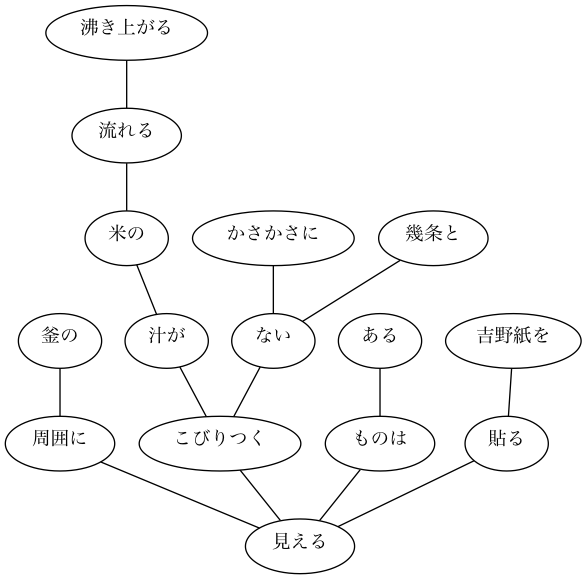 沸き上がる
流れる
米の
かさかさに
幾条と
釜の
汁が
ない
ある
吉野紙を
周囲に
こびりつく
ものは
貼る
見える